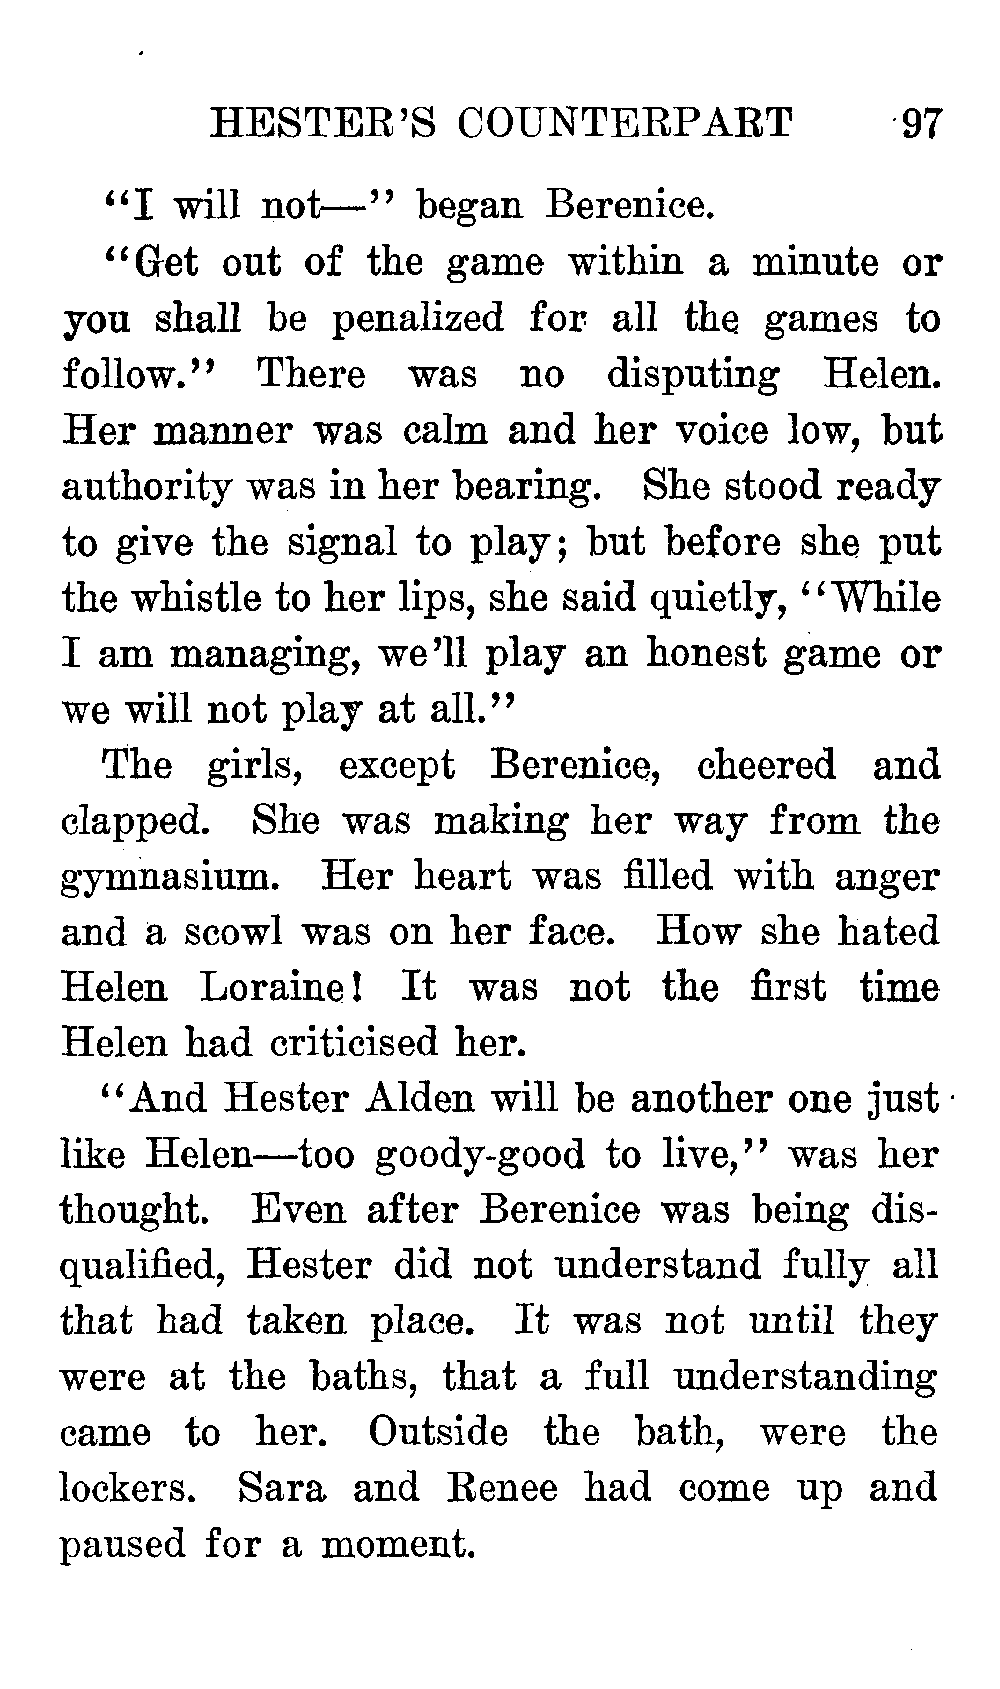 HESTER'S COUNTERPART 97
"I will not—" began Berenice.
"Get out of the game within a minute or
you shall be penalized for all the games to
follow." There was no disputing Helen.
Her manner was calm and her voice low, but
authority was in her bearing. She stood ready
to give the signal to play; but before she put
the whistle to her lips, she said quietly, "While
I am managing, we'll play an honest game or
we will not play at all."
The girls, except Berenice, cheered and
clapped. She was making her way from the
gymnasium. Her heart was filled with anger
and a scowl was on her face. How she hated
Helen Loraine! It was not the first time
Helen had criticised her.
"And Hester Alden will be another one just
like Helen—too goody-good to live," was her
thought. Even after Berenice was being dis-
qualified, Hester did not understand fully all
that had taken place. It was not until they
were at the baths, that a full understanding
came to her. Outside the bath, were the
lockers. Sara and Renee had come up and
paused for a moment.